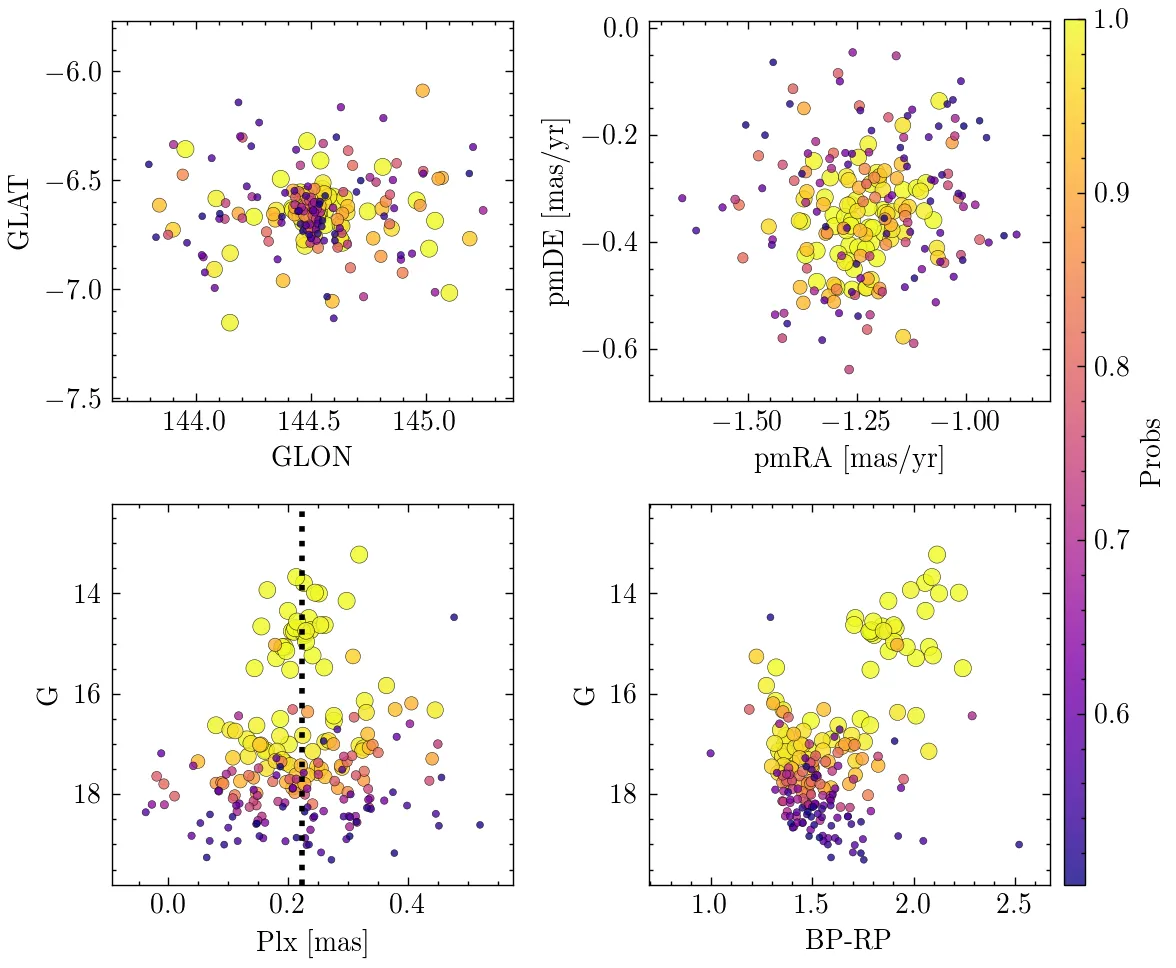 −6.0
−6.5
−7.0
−7.5
GLAT
144.0 144.5 145.0
GLON
0.0
−0.2
−0.4
−0.6
pmDE [mas/yr]
−1.50 −1.25 −1.00
pmRA [mas/yr]
1.0
0.9
0.8
0.7
0.6
Probs
14
16
18
G
0.0 0.2 0.4
Plx [mas]
14
16
18
G
1.0 1.5 2.0 2.5
BP-RP